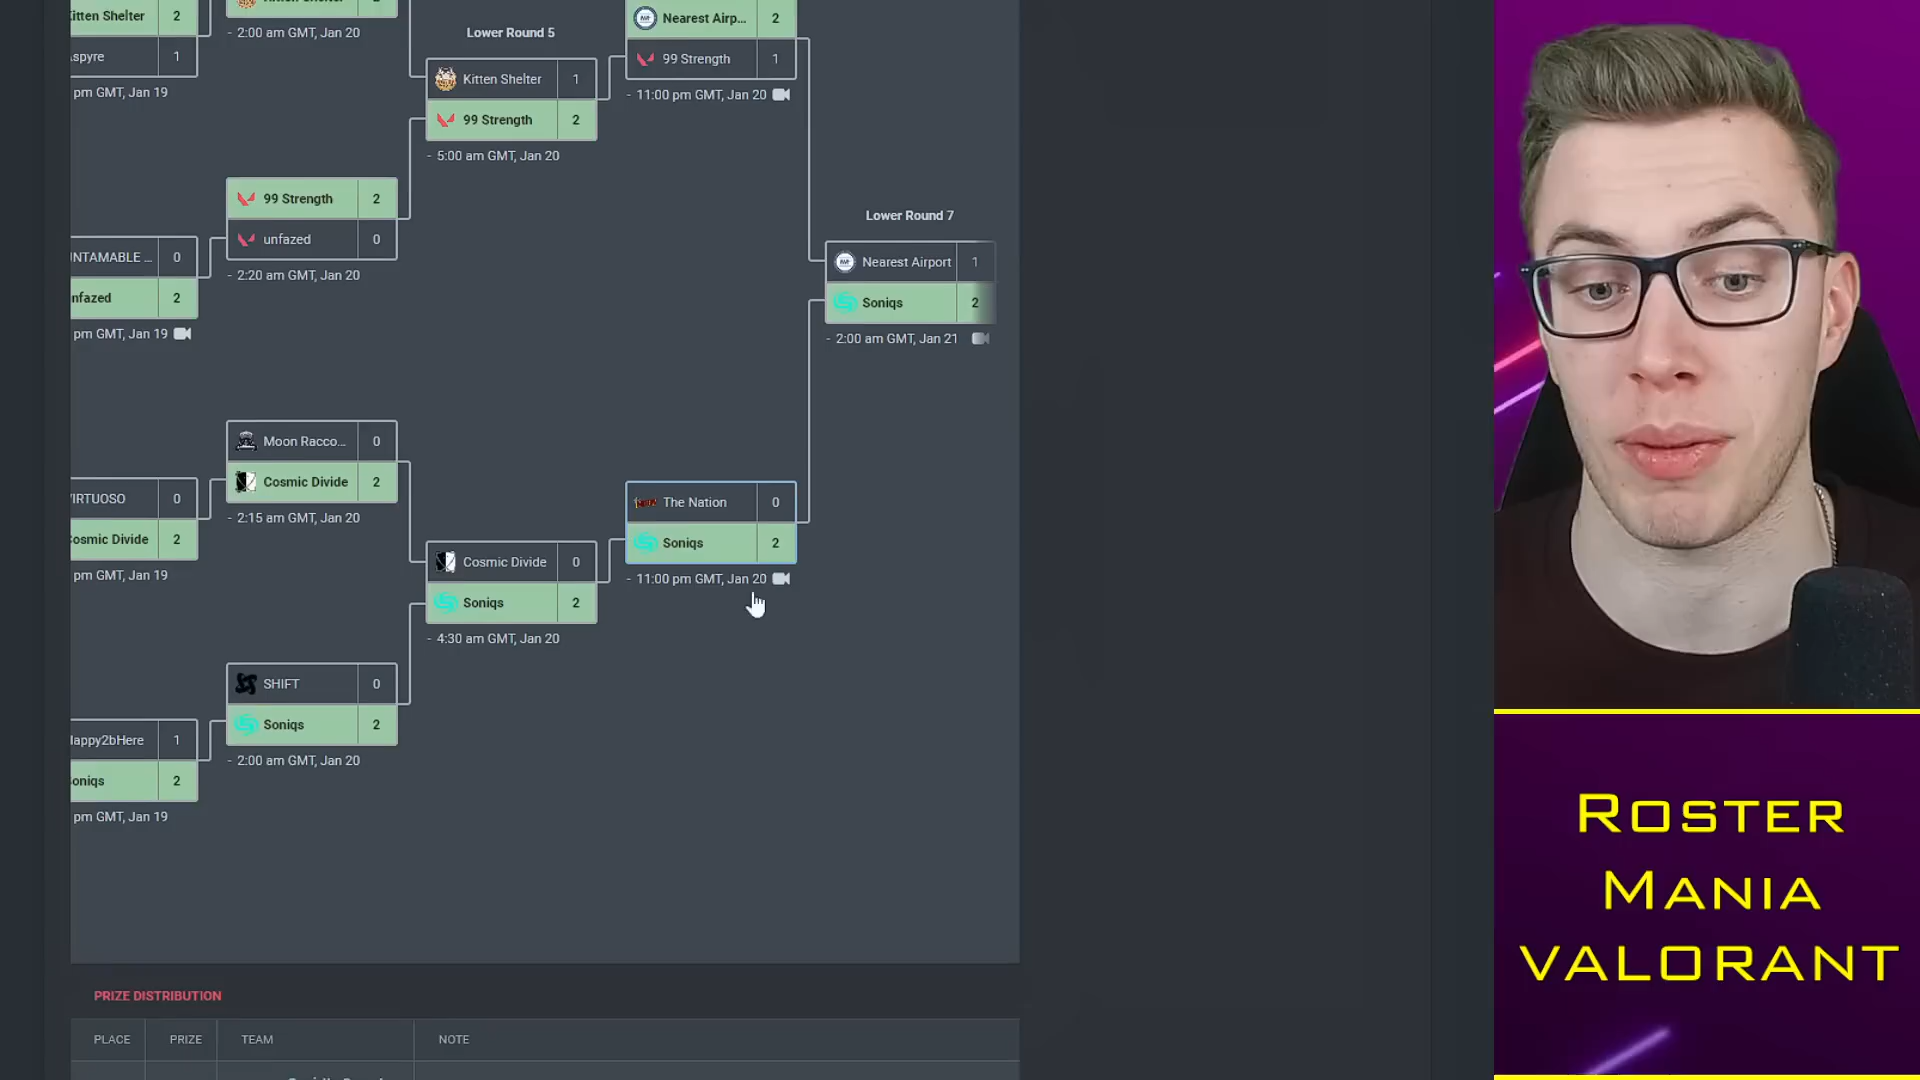 Kitten Shelter 2
2
spyre 1
2:00 am GMT, Jan 20
pm GMT, Jan 19
Lower Round 5
Kitten Shelter 1
99 Strength 2
5:00 am GMT, Jan 20
Nearest Airp... 2
99 Strength 1
- 11:00 pm GMT, Jan 20
99 Strength 2
unfazed 0
- 2:20 am GMT, Jan 20
NTAMABLE ... 0
nfazed 2
pm GMT, Jan 19
Lower Round 7
Nearest Airport 1
Soniqs 2
- 2:00 am GMT, Jan 21
Moon Racco... 0
Cosmic Divide 2
- 2:15 am GMT, Jan 20
VIRTUOSO 0
Cosmic Divide 2
pm GMT, Jan 19
The Nation 0
Soniqs 2
- 11:00 pm GMT, Jan 20
Cosmic Divide 0
Soniqs 2
- 4:30 am GMT, Jan 20
SHIFT 0
Soniqs 2
- 2:00 am GMT, Jan 20
Happy2bHere 1
oniqs 2
pm GMT, Jan 19
PRIZE DISTRIBUTION
PLACE PRIZE TEAM NOTE
ROSTER
MANIA
VALORANT